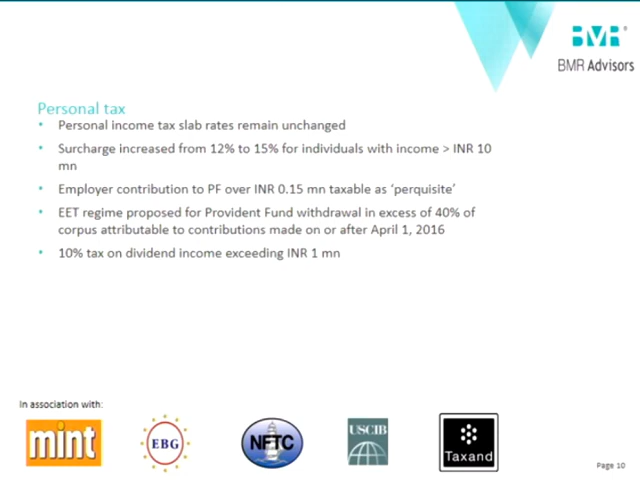 BMR
BMR Advisors
Personal tax
• Personal income tax slab rates remain unchanged
• Surcharge increased from 12% to 15% for individuals with income > INR 10
mn
• Employer contribution to PF over INR 0.15 mn taxable as ‘perquisite’
• EET regime proposed for Provident Fund withdrawal in excess of 40% of
corpus attributable to contributions made on or after April 1, 2016
• 10% tax on dividend income exceeding INR 1 mn
In association with:
mint
EBG
NFTC
USCIB
Taxand
Page 10